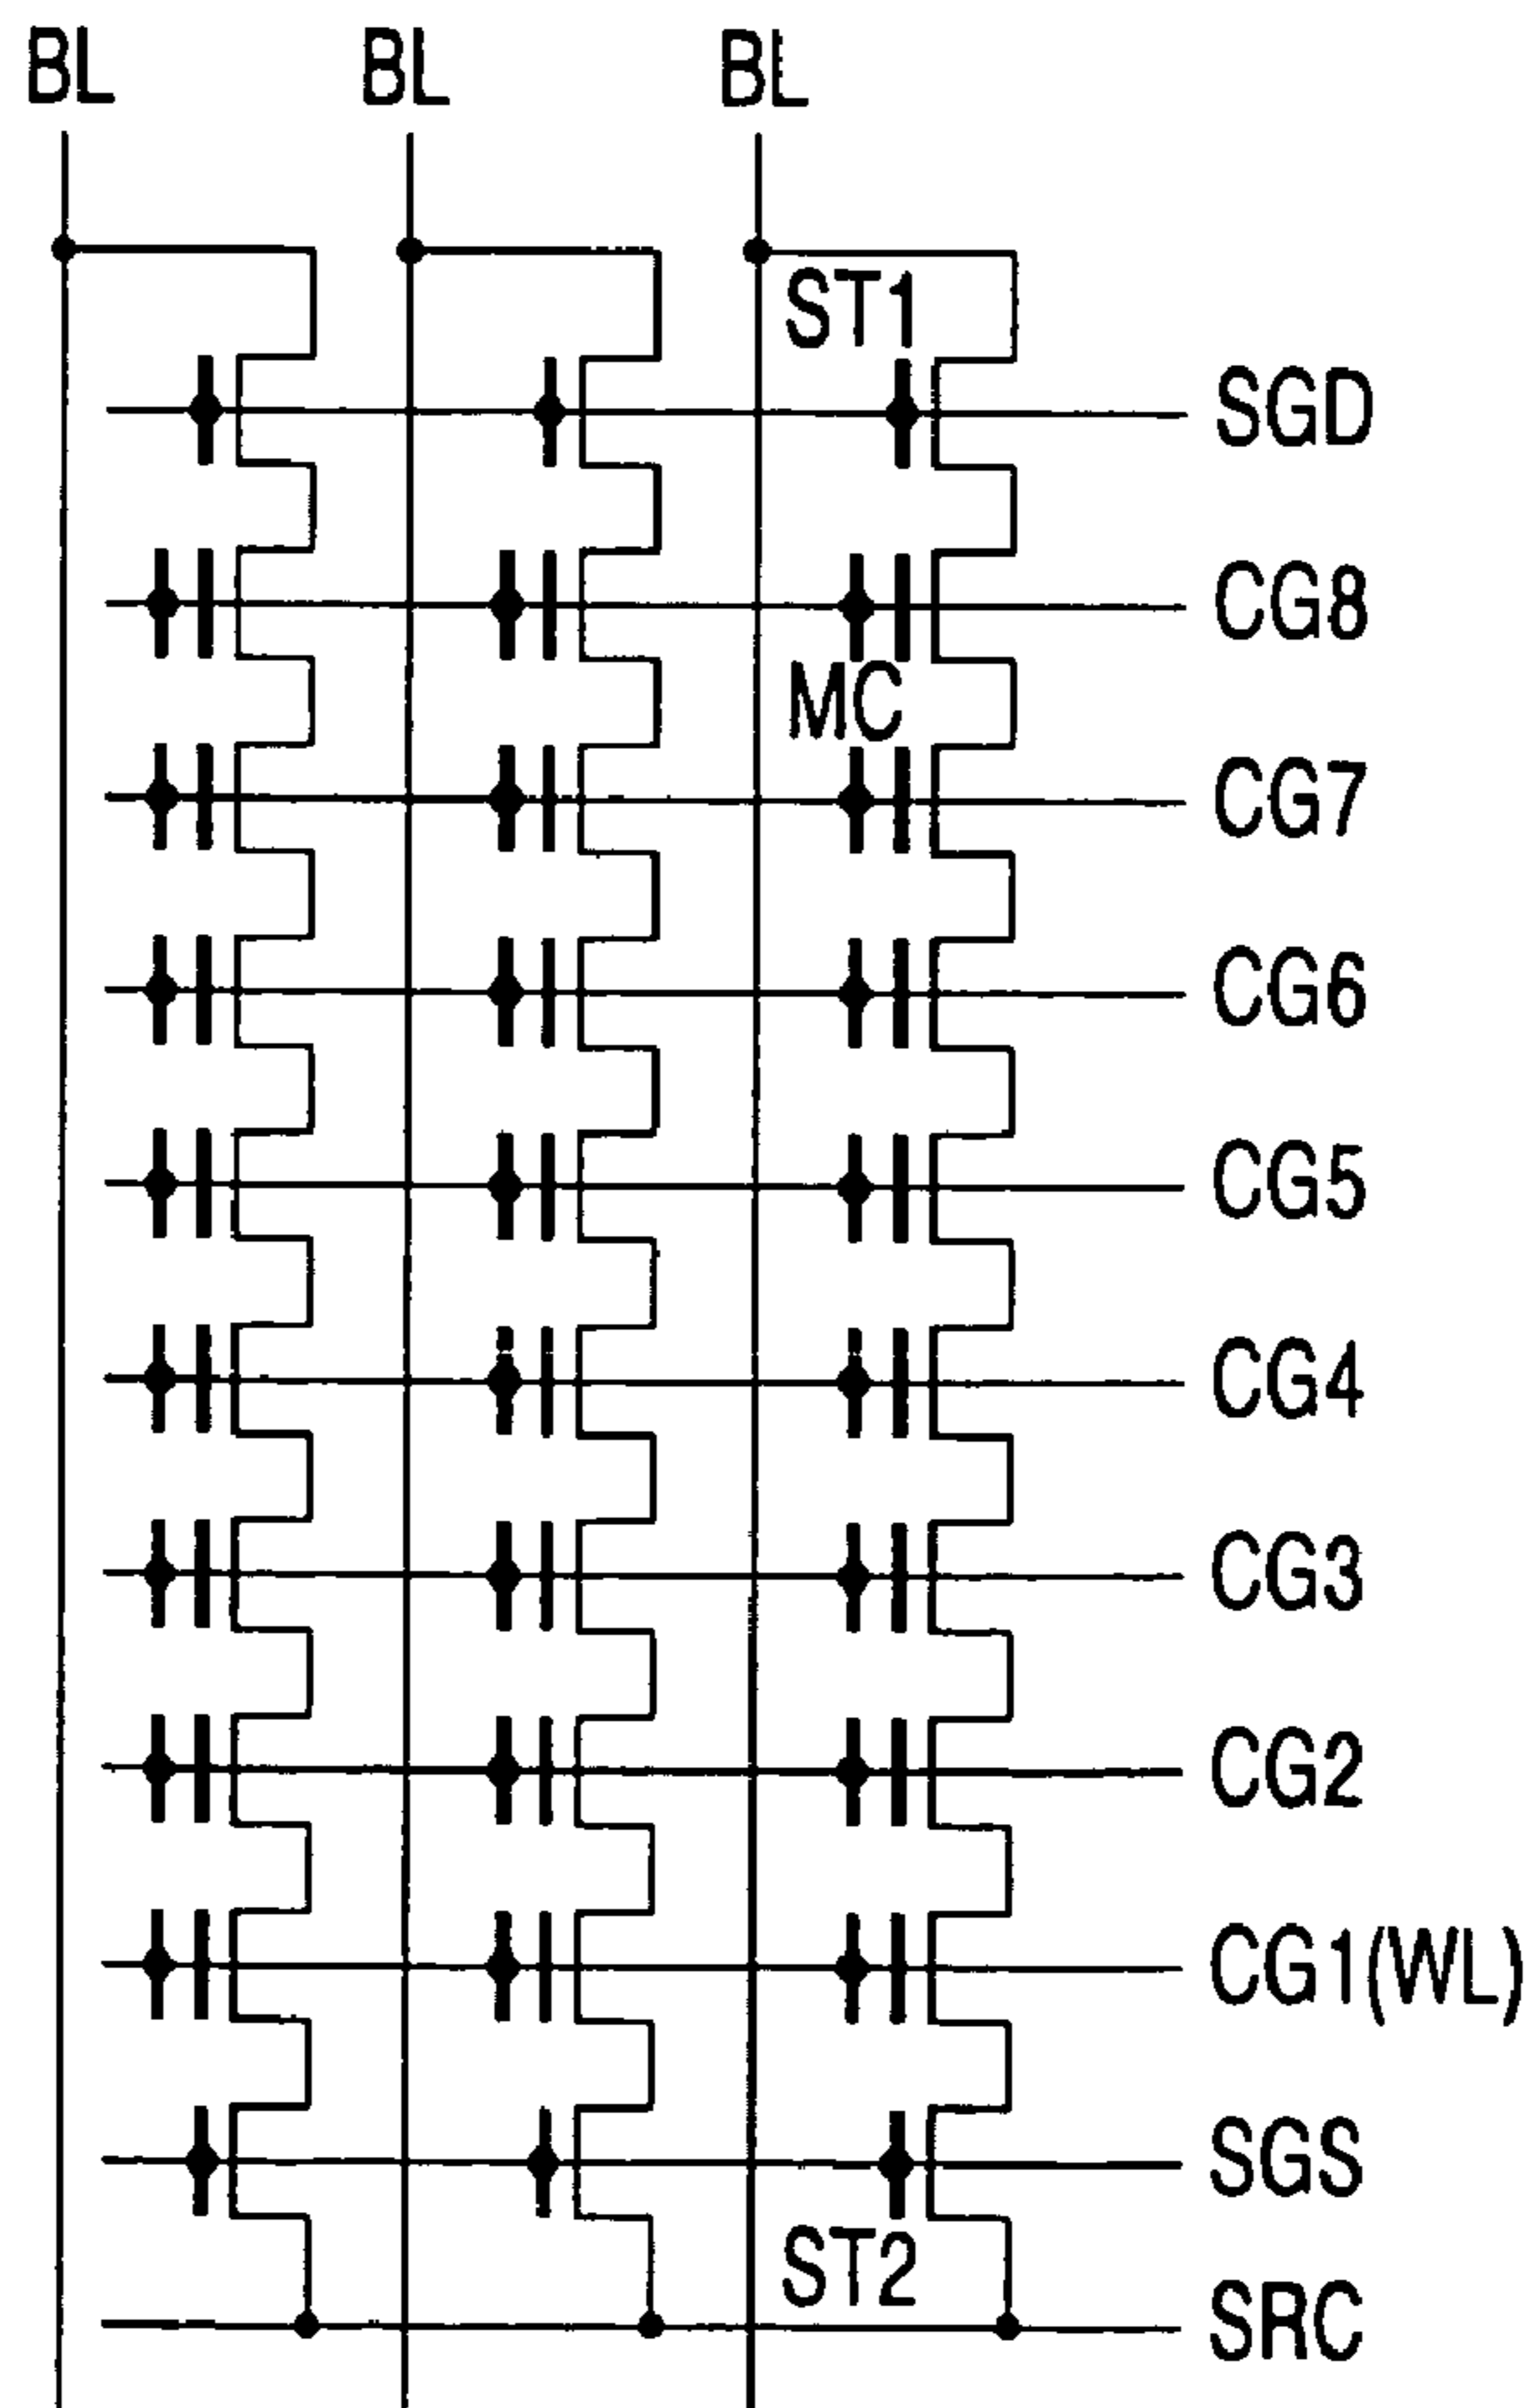 BL BL BL
ST1
SGD
CG8
MC
CG7
CG6
CG5
CG4
CG3
CG2
CG1(WL)
SGS
ST2
SRC